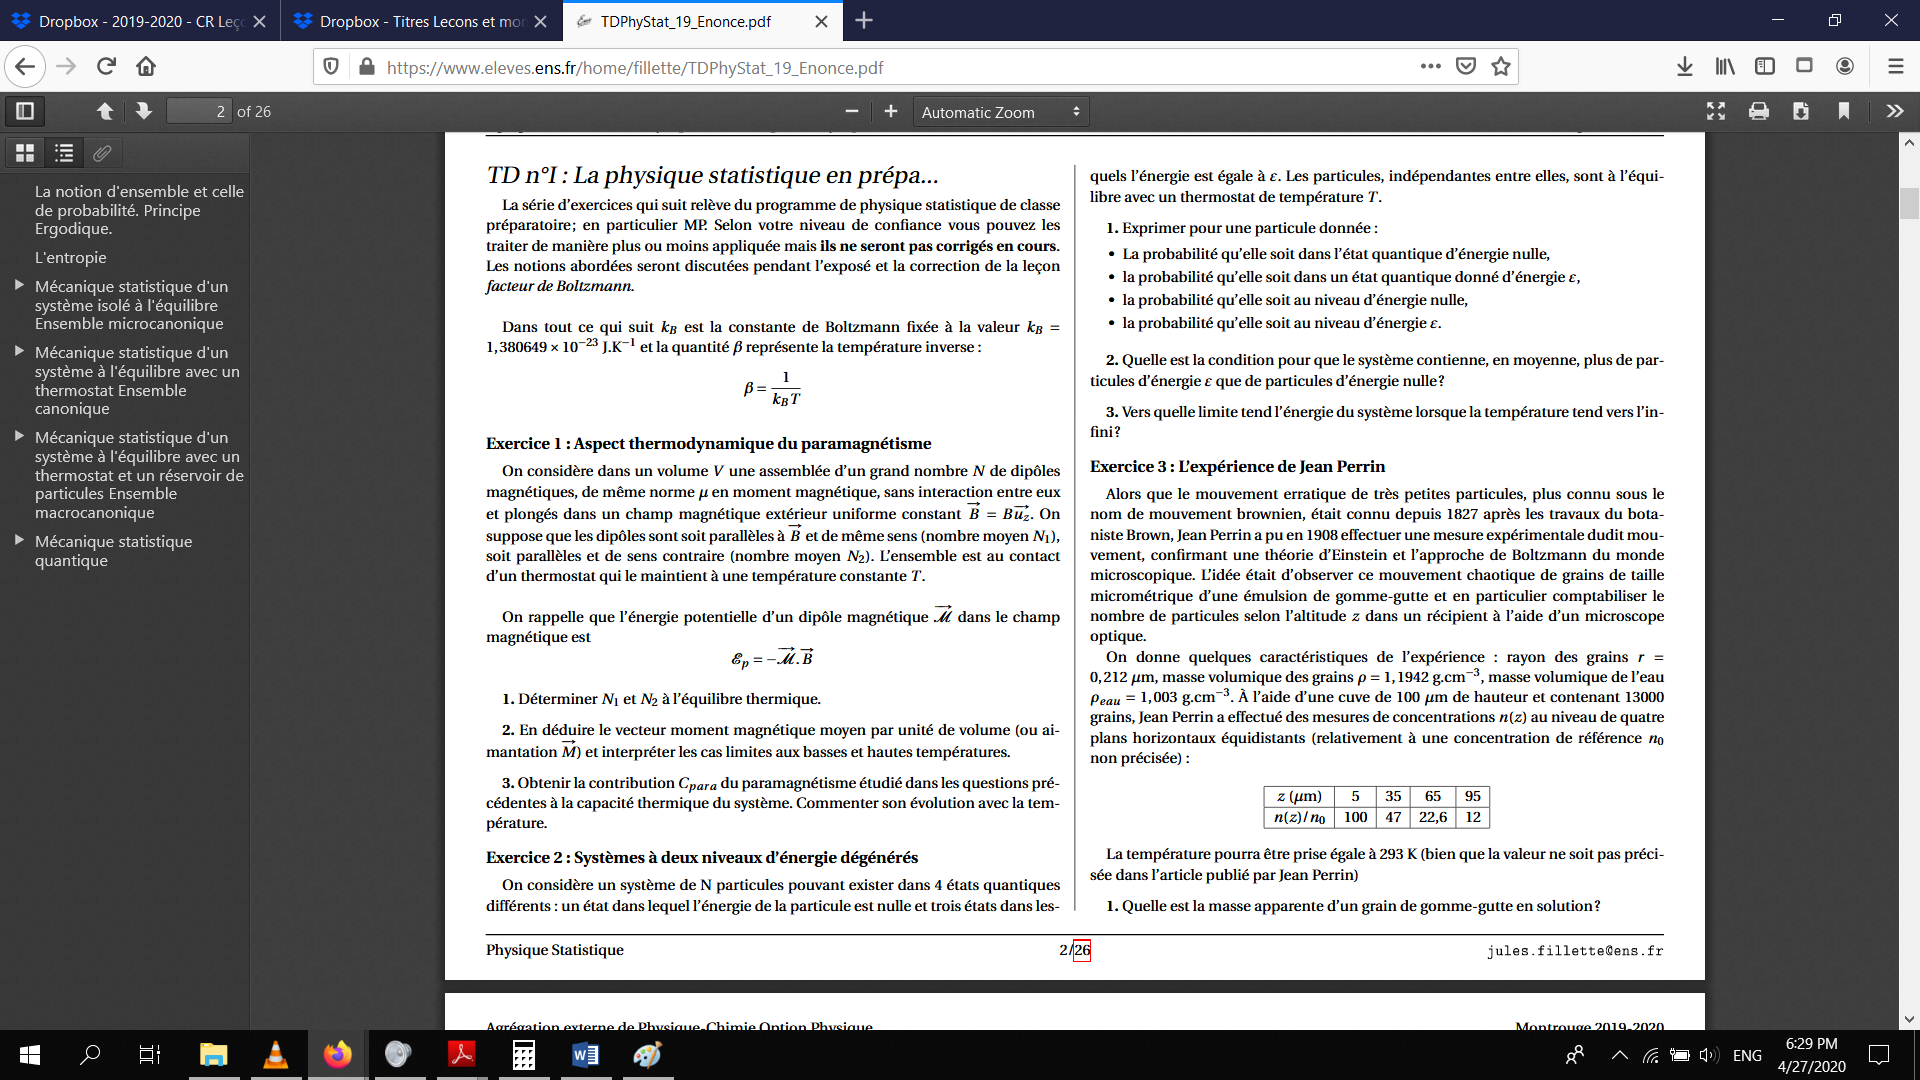 Dropbox - 2019-2020 - CR Leço
Dropbox - Titres Lecons et mon
TDPhyStat_19_Enonce.pdf
https://www.eleves.ens.fr/home/fillette/TDPhyStat_19_Enonce.pdf
2 of 26
Automatic Zoom
La notion d'ensemble et celle
de probabilité. Principe
Ergodique.
L'entropie
Mécanique statistique d'un
système isolé à l'équilibre
Ensemble microcanonique
Mécanique statistique d'un
système à l'équilibre avec un
thermostat Ensemble
canonique
Mécanique statistique d'un
système à l'équilibre avec un
thermostat et un réservoir de
particules Ensemble
macrocanonique
Mécanique statistique
quantique
TD n°I : La physique statistique en prépa...
La série d'exercices qui suit relève du programme de physique statistique de classe
préparatoire; en particulier MP. Selon votre niveau de confiance vous pouvez les
traiter de manière plus ou moins appliquée mais ils ne seront pas corrigés en cours.
Les notions abordées seront discutées pendant l'exposé et la correction de la leçon
facteur de Boltzmann.
Dans tout ce qui suit k_B est la constante de Boltzmann fixée à la valeur k_B =
1,380649 × 10⁻²³ J.K⁻¹ et la quantité β représente la température inverse :
β = 1 / k_B T
Exercice 1 : Aspect thermodynamique du paramagnétisme
On considère dans un volume V une assemblée d'un grand nombre N de dipôles
magnétiques, de même norme μ en moment magnétique, sans interaction entre eux
et plongés dans un champ magnétique extérieur uniforme constant B⃗ = Bu⃗_z. On
suppose que les dipôles sont soit parallèles à B⃗ et de même sens (nombre moyen N₁),
soit parallèles et de sens contraire (nombre moyen N₂). L'ensemble est au contact
d'un thermostat qui le maintient à une température constante T.
On rappelle que l'énergie potentielle d'un dipôle magnétique ℳ⃗ dans le champ
magnétique est
ℰ_p = −ℳ⃗.B⃗
1. Déterminer N₁ et N₂ à l'équilibre thermique.
2. En déduire le vecteur moment magnétique moyen par unité de volume (ou ai-
mantation M⃗) et interpréter les cas limites aux basses et hautes températures.
3. Obtenir la contribution C_para du paramagnétisme étudié dans les questions pré-
cédentes à la capacité thermique du système. Commenter son évolution avec la tem-
pérature.
Exercice 2 : Systèmes à deux niveaux d'énergie dégénérés
On considère un système de N particules pouvant exister dans 4 états quantiques
différents : un état dans lequel l'énergie de la particule est nulle et trois états dans les-
quels l'énergie est égale à ε. Les particules, indépendantes entre elles, sont à l'équi-
libre avec un thermostat de température T.
1. Exprimer pour une particule donnée :
• La probabilité qu'elle soit dans l'état quantique d'énergie nulle,
• la probabilité qu'elle soit dans un état quantique donné d'énergie ε,
• la probabilité qu'elle soit au niveau d'énergie nulle,
• la probabilité qu'elle soit au niveau d'énergie ε.
2. Quelle est la condition pour que le système contienne, en moyenne, plus de par-
ticules d'énergie ε que de particules d'énergie nulle?
3. Vers quelle limite tend l'énergie du système lorsque la température tend vers l'in-
fini?
Exercice 3 : L'expérience de Jean Perrin
Alors que le mouvement erratique de très petites particules, plus connu sous le
nom de mouvement brownien, était connu depuis 1827 après les travaux du bota-
niste Brown, Jean Perrin a pu en 1908 effectuer une mesure expérimentale dudit mou-
vement, confirmant une théorie d'Einstein et l'approche de Boltzmann du monde
microscopique. L'idée était d'observer ce mouvement chaotique de grains de taille
micrométrique d'une émulsion de gomme-gutte et en particulier comptabiliser le
nombre de particules selon l'altitude z dans un récipient à l'aide d'un microscope
optique.
On donne quelques caractéristiques de l'expérience : rayon des grains r =
0,212 μm, masse volumique des grains ρ = 1,1942 g.cm⁻³, masse volumique de l'eau
ρ_eau = 1,003 g.cm⁻³. À l'aide d'une cuve de 100 μm de hauteur et contenant 13000
grains, Jean Perrin a effectué des mesures de concentrations n(z) au niveau de quatre
plans horizontaux équidistants (relativement à une concentration de référence n₀
non précisée) :
z (μm) 5 35 65 95
n(z)/n₀ 100 47 22,6 12
La température pourra être prise égale à 293 K (bien que la valeur ne soit pas préci-
sée dans l'article publié par Jean Perrin)
1. Quelle est la masse apparente d'un grain de gomme-gutte en solution?
Physique Statistique 2/26 jules.fillette@ens.fr
Agrégation externe de Physique-Chimie Option Physique Montrouge 2019-2020
ENG
6:29 PM
4/27/2020